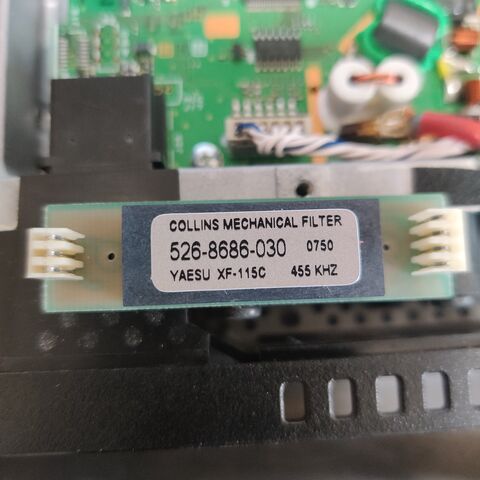 COLLINS MECHANICAL FILTER
526-8686-030 0750
YAESU XF-115C 455 KHZ